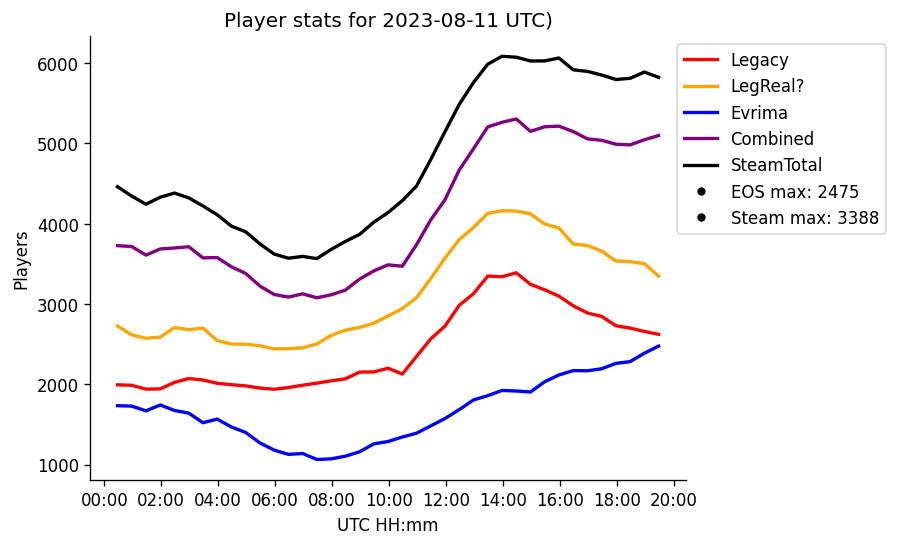 Player stats for 2023-08-11 UTC)
Legacy
LegReal?
Evrima
Combined
SteamTotal
EOS max: 2475
Steam max: 3388
Players
6000
5000
4000
3000
2000
1000
00:00 02:00 04:00 06:00 08:00 10:00 12:00 14:00 16:00 18:00 20:00
UTC HH:mm